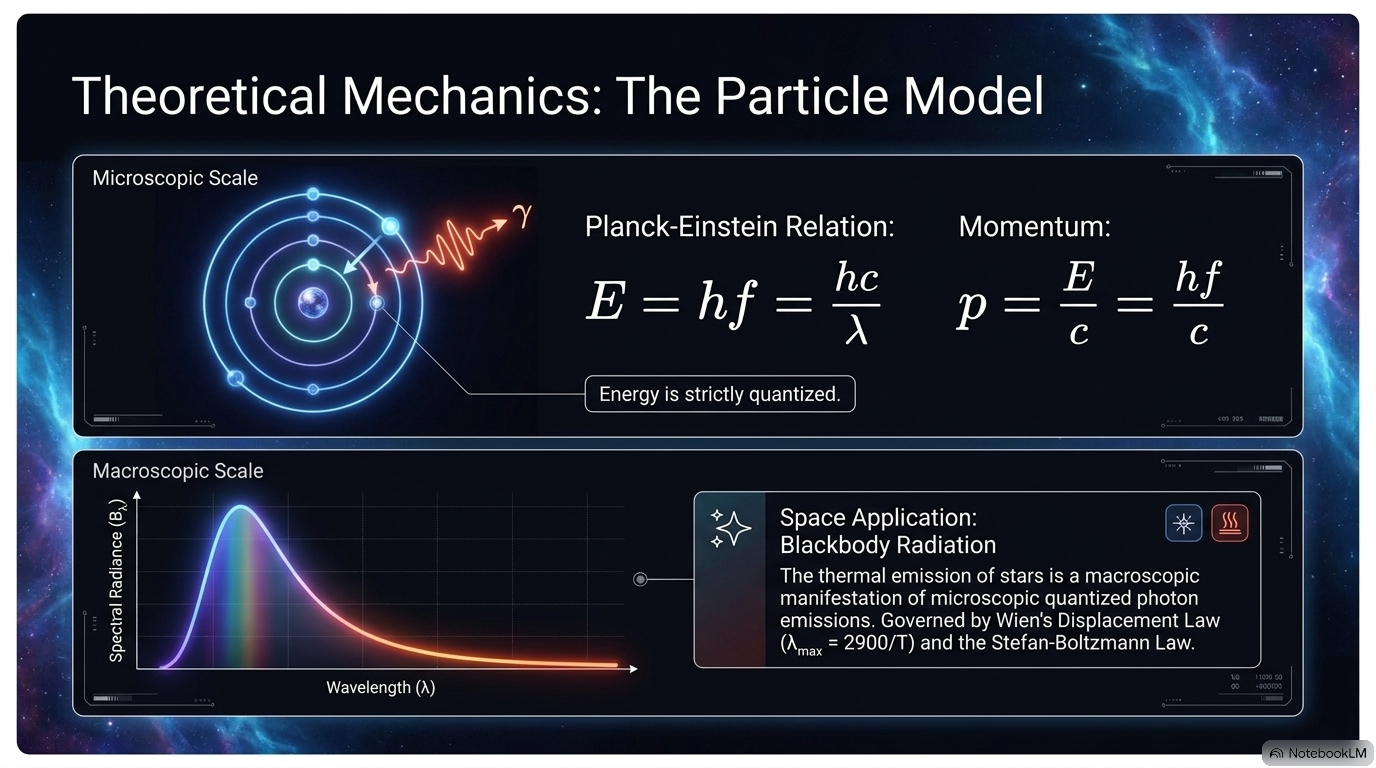 Theoretical Mechanics: The Particle Model
Microscopic Scale
γ
Planck-Einstein Relation:
E = hf = hc/λ
Momentum:
p = E/c = hf/c
Energy is strictly quantized.
Macroscopic Scale
Spectral Radiance (Bλ)
Wavelength (λ)
Space Application:
Blackbody Radiation
The thermal emission of stars is a macroscopic
manifestation of microscopic quantized photon
emissions. Governed by Wien's Displacement Law
(λmax = 2900/T) and the Stefan-Boltzmann Law.
NotebookLM